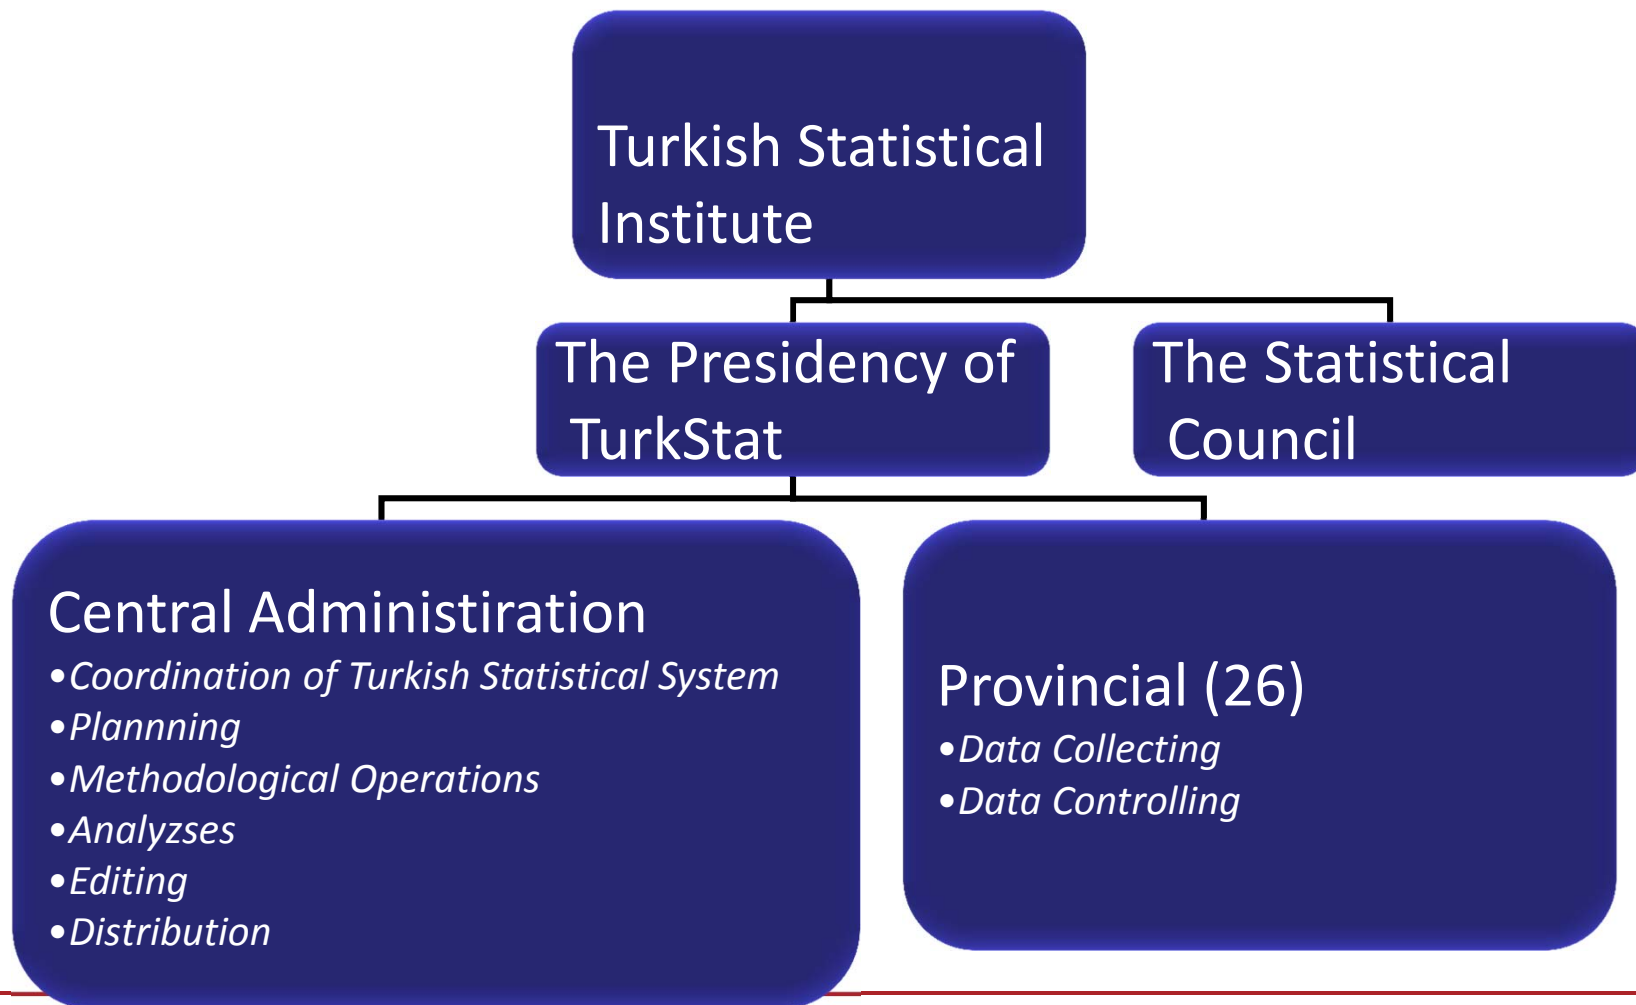 Turkish Statistical
Institute
The Presidency of
TurkStat
The Statistical
Council
Central Administiration
•Coordination of Turkish Statistical System
•Plannning
•Methodological Operations
•Analyzses
•Editing
•Distribution
Provincial (26)
•Data Collecting
•Data Controlling